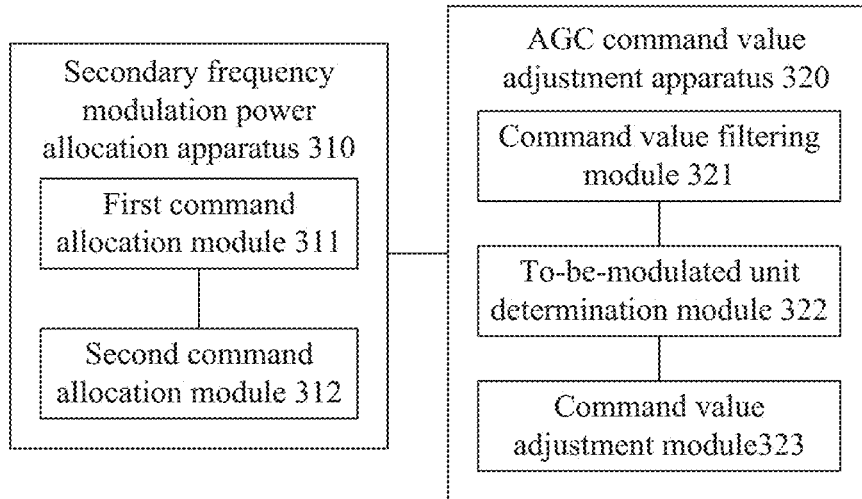 Secondary frequency
modulation power
allocation apparatus 310
First command
allocation module 311
Second command
allocation module 312
AGC command value
adjustment apparatus 320
Command value filtering
module 321
To-be-modulated unit
determination module 322
Command value
adjustment module323